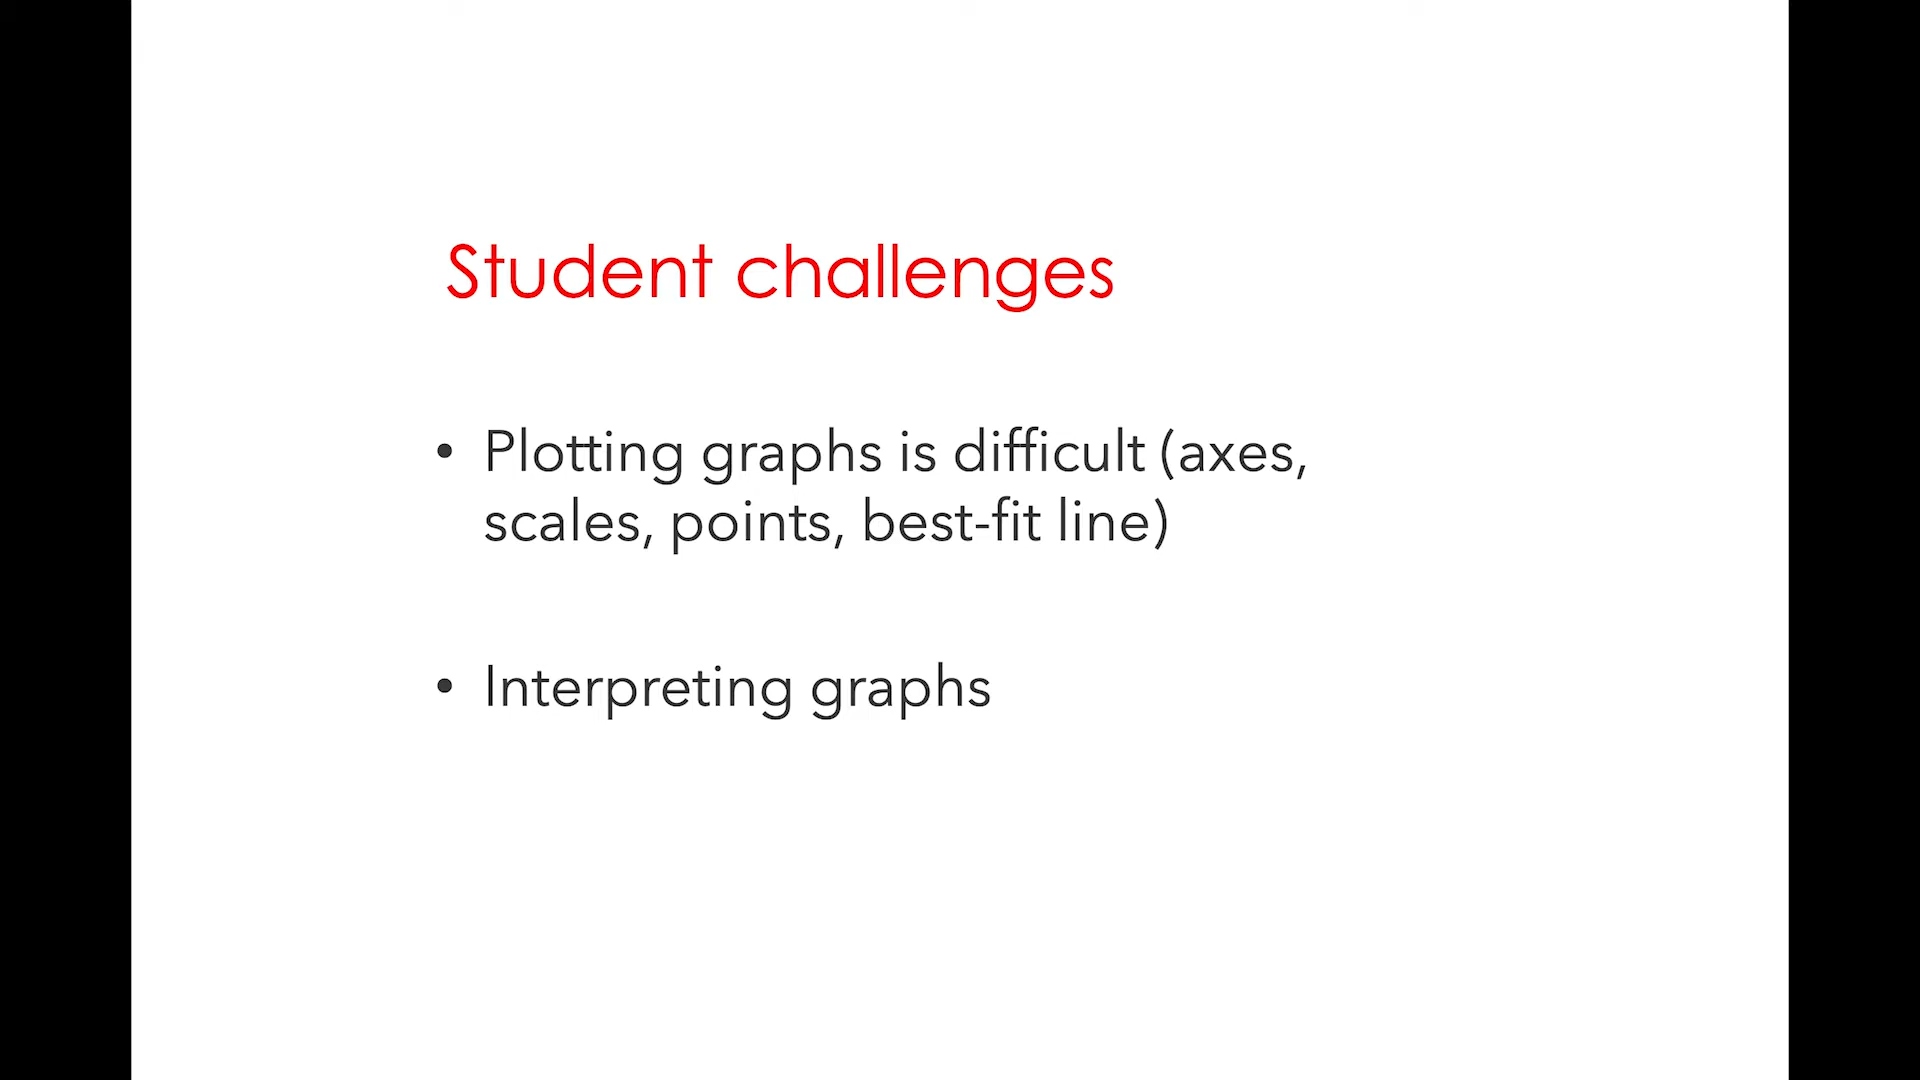 Student challenges
• Plotting graphs is difficult (axes,
scales, points, best-fit line)
• Interpreting graphs